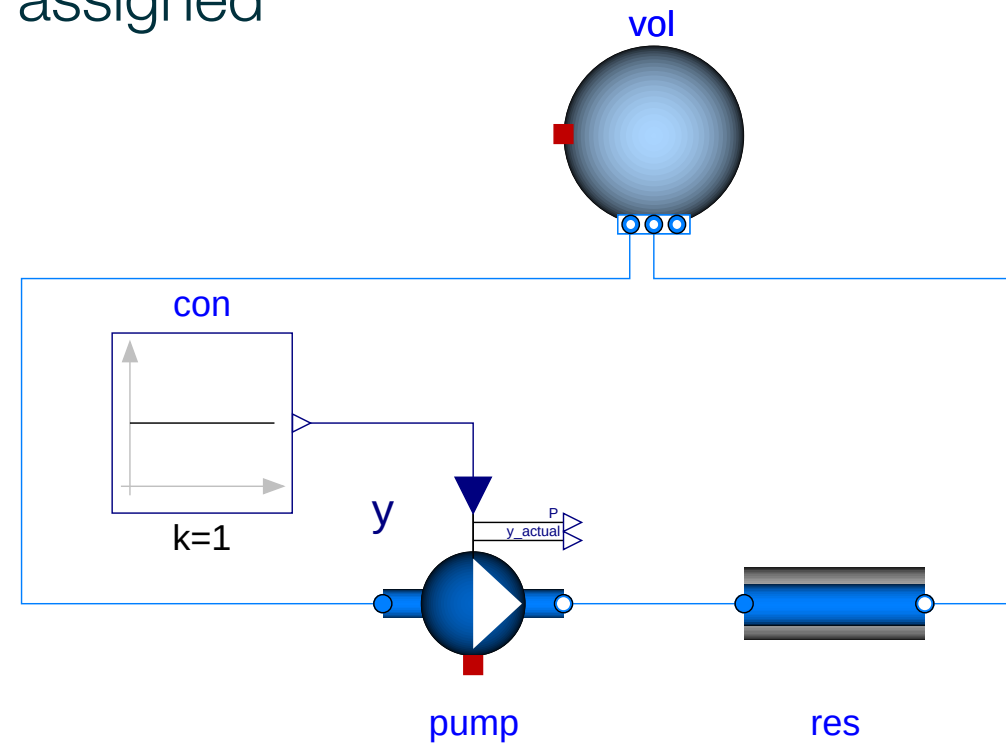 assigned
vol
con
y
P
y_actual
k=1
pump
res